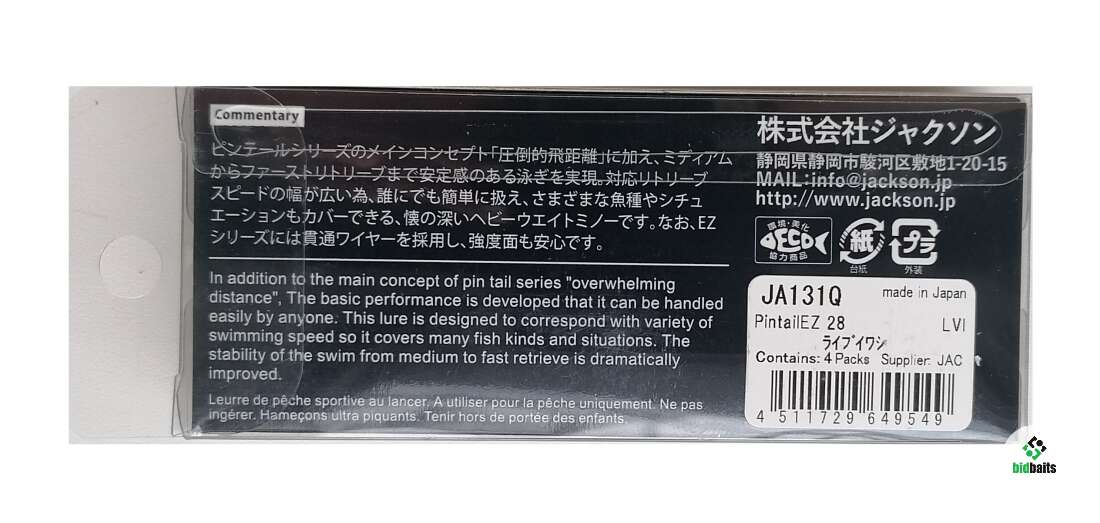 Commentary
ピンテールシリーズのメインコンセプト「圧倒的飛距離」に加え、ミディアム
からファーストリトリーブまで安定感のある泳ぎを実現。対応リトリーブ
スピードの幅が広い為、誰にでも簡単に扱え、さまざまな魚種やシチュ
エーションもカバーできる、懐の深いヘビーウエイトミノーです。なお、EZ
シリーズには貫通ワイヤーを採用し、強度面も安心です。
In addition to the main concept of pin tail series "overwhelming
distance", The basic performance is developed that it can be handled
easily by anyone. This lure is designed to correspond with variety of
swimming speed so it covers many fish kinds and situations. The
stability of the swim from medium to fast retrieve is dramatically
improved.
Leurre de pêche sportive au lancer. A utiliser pour la pêche uniquement. Ne pas
ingérer. Hameçons ultra piquants. Tenir hors de portée des enfants.
株式会社ジャクソン
静岡県静岡市駿河区敷地1-20-15
MAIL:info@jackson.jp
http://www.jackson.jp
環境・美化
ECO
協力商品
紙
台紙
プラ
外装
JA131Q made in Japan
PintailEZ 28 LVI
ライブイワシ
Contains: 4 Packs Supplier: JAC
4 511729 649549
bidbaits